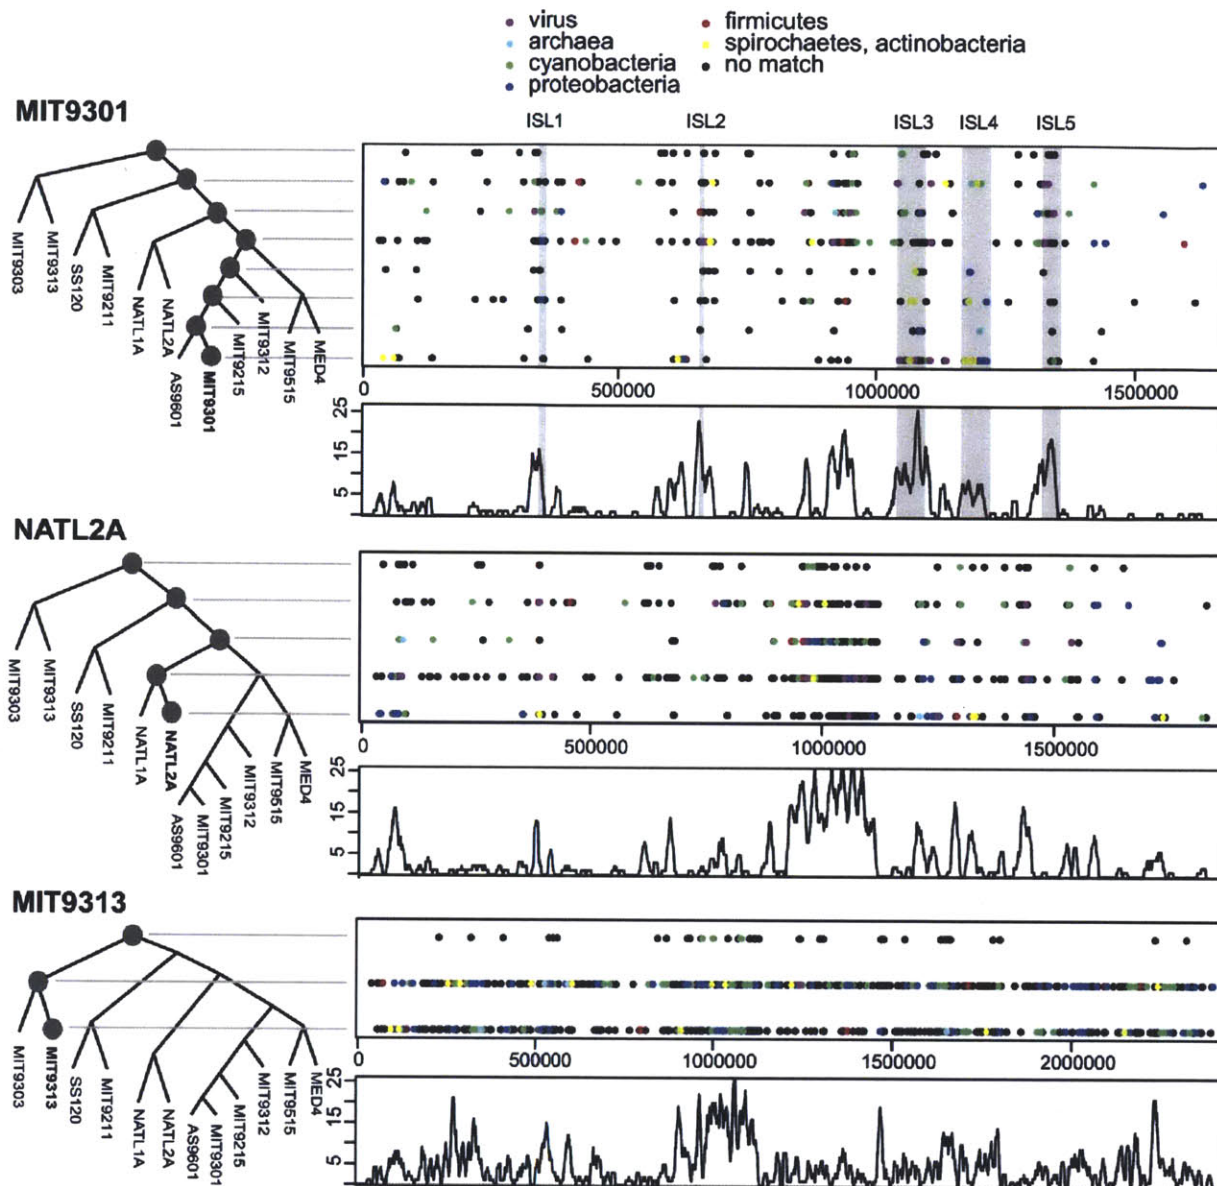 virus
archaea
cyanobacteria
proteobacteria
firmicutes
spirochaetes, actinobacteria
no match
MIT9301
ISL1 ISL2 ISL3 ISL4 ISL5
MIT9303
MIT9313
SS120
MIT9211
NATL1A
NATL2A
AS9601
MIT9301
MIT9215
MIT9312
MIT9515
MED4
0 500000 1000000 1500000
25
15
5
NATL2A
MIT9303
MIT9313
SS120
MIT9211
NATL1A
NATL2A
AS9601
MIT9301
MIT9215
MIT9312
MIT9515
MED4
0 500000 1000000 1500000
25
15
5
MIT9313
MIT9303
MIT9313
SS120
MIT9211
NATL1A
NATL2A
AS9601
MIT9301
MIT9215
MIT9312
MIT9515
MED4
0 500000 1000000 1500000 2000000
25
15
5